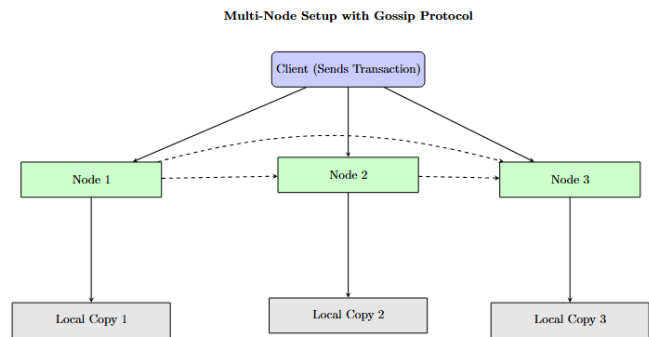 Multi-Node Setup with Gossip Protocol
Client (Sends Transaction)
Node 1
Node 2
Node 3
Local Copy 1
Local Copy 2
Local Copy 3